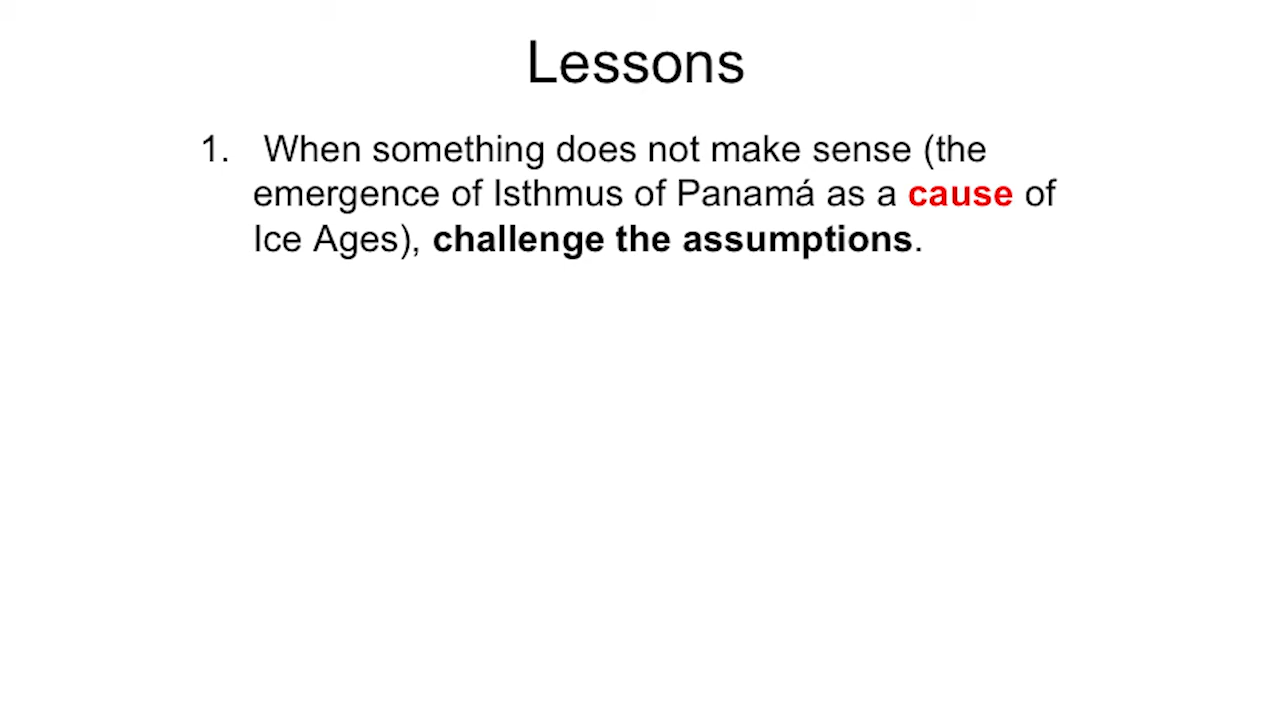 Lessons
1. When something does not make sense (the
emergence of Isthmus of Panamá as a cause of
Ice Ages), challenge the assumptions.